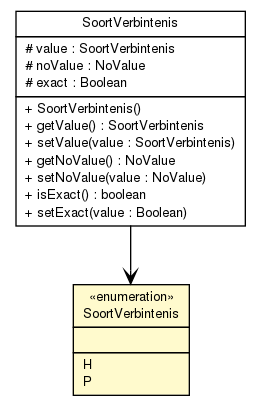 SoortVerbintenis
# value : SoortVerbintenis
# noValue : NoValue
# exact : Boolean
+ SoortVerbintenis()
+ getValue() : SoortVerbintenis
+ setValue(value : SoortVerbintenis)
+ getNoValue() : NoValue
+ setNoValue(value : NoValue)
+ isExact() : boolean
+ setExact(value : Boolean)
«enumeration»
SoortVerbintenis
H
P